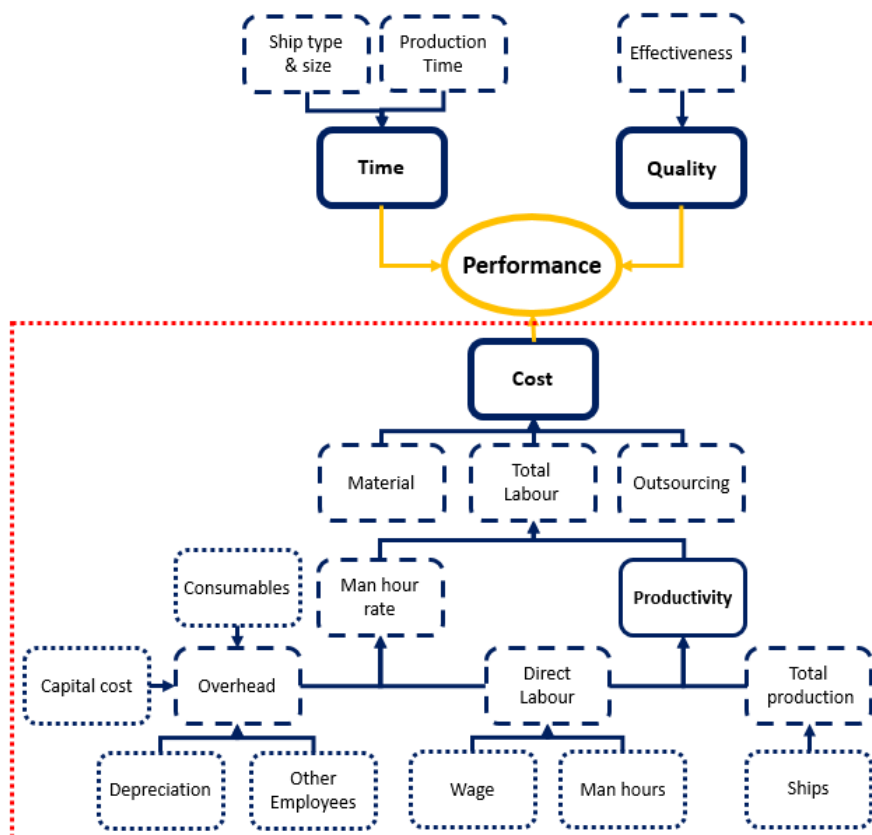 Ship type
& size
Production
Time
Effectiveness
Time
Quality
Performance
Cost
Material
Total
Labour
Outsourcing
Consumables
Man hour
rate
Productivity
Capital cost
Overhead
Direct
Labour
Total
production
Depreciation
Other
Employees
Wage
Man hours
Ships